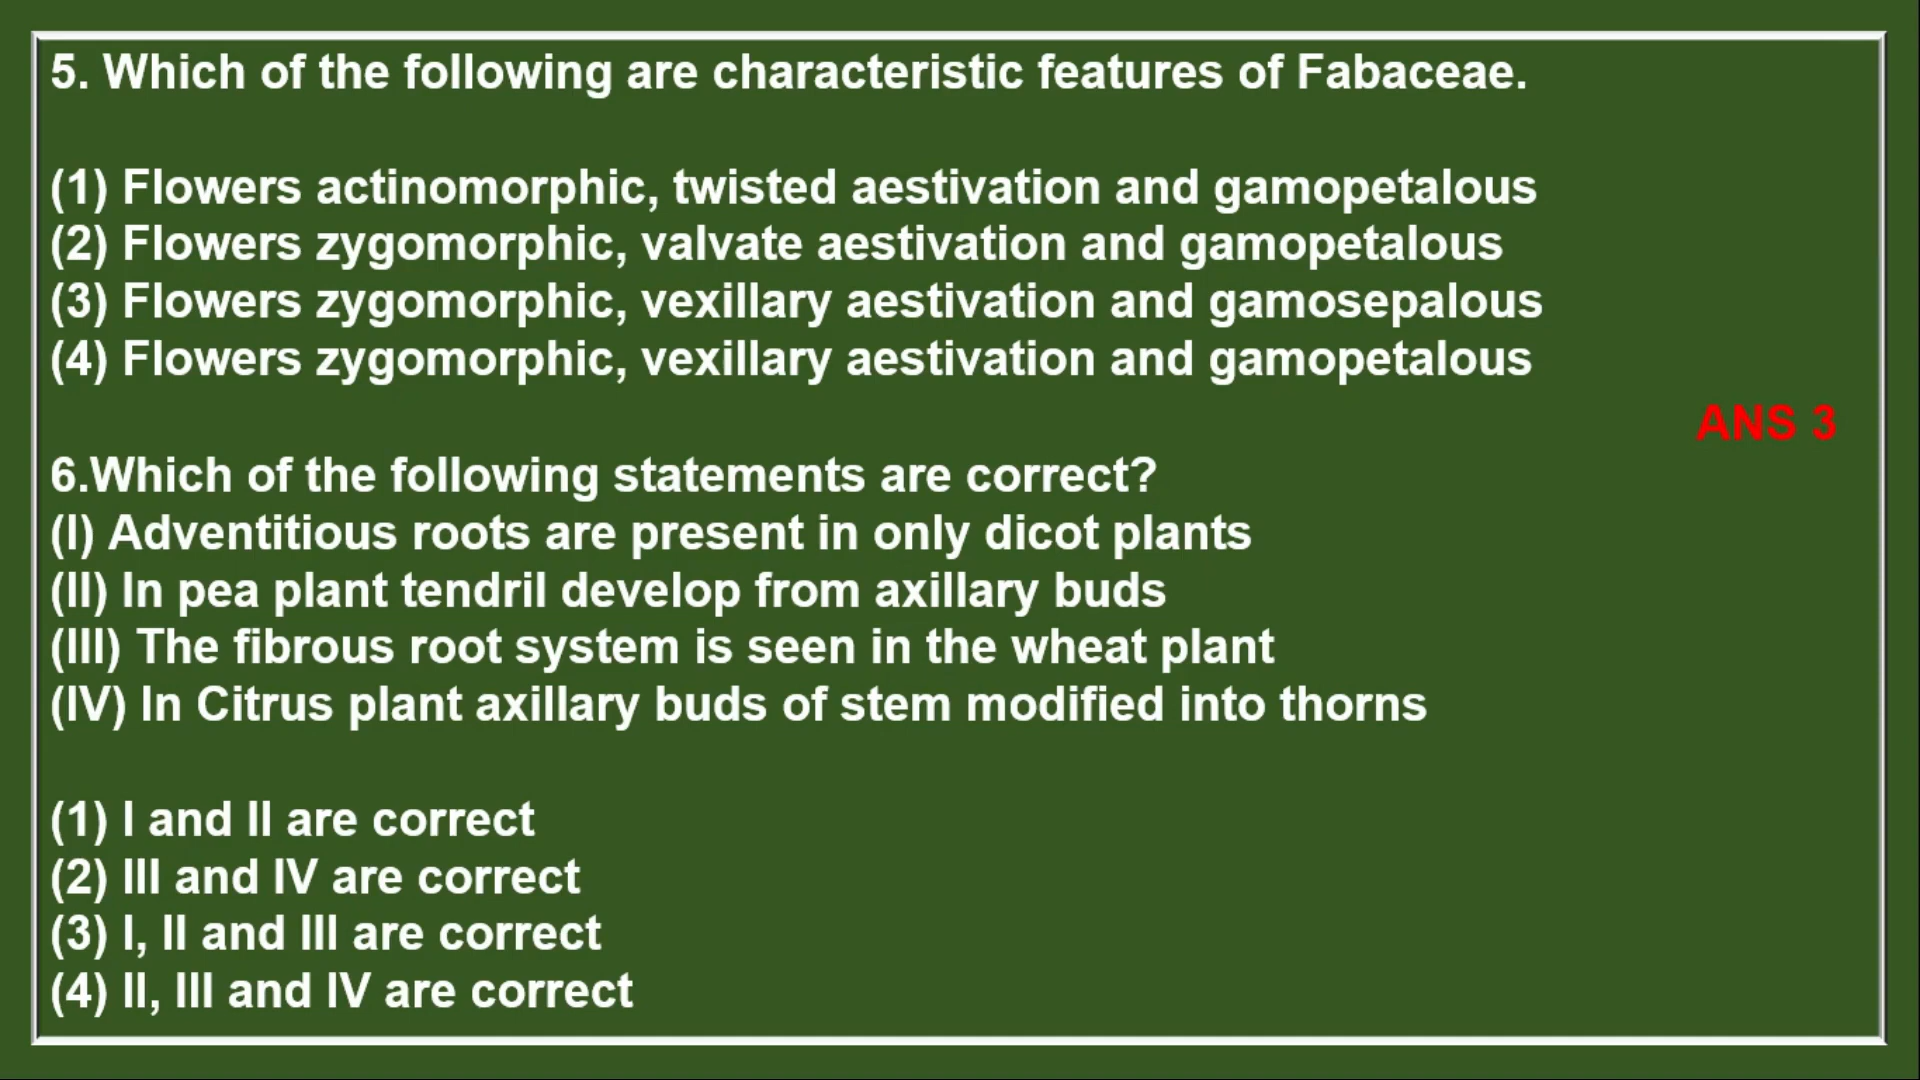 5. Which of the following are characteristic features of Fabaceae.
(1) Flowers actinomorphic, twisted aestivation and gamopetalous
(2) Flowers zygomorphic, valvate aestivation and gamopetalous
(3) Flowers zygomorphic, vexillary aestivation and gamosepalous
(4) Flowers zygomorphic, vexillary aestivation and gamopetalous
ANS 3
6.Which of the following statements are correct?
(I) Adventitious roots are present in only dicot plants
(II) In pea plant tendril develop from axillary buds
(III) The fibrous root system is seen in the wheat plant
(IV) In Citrus plant axillary buds of stem modified into thorns
(1) I and II are correct
(2) III and IV are correct
(3) I, II and III are correct
(4) II, III and IV are correct